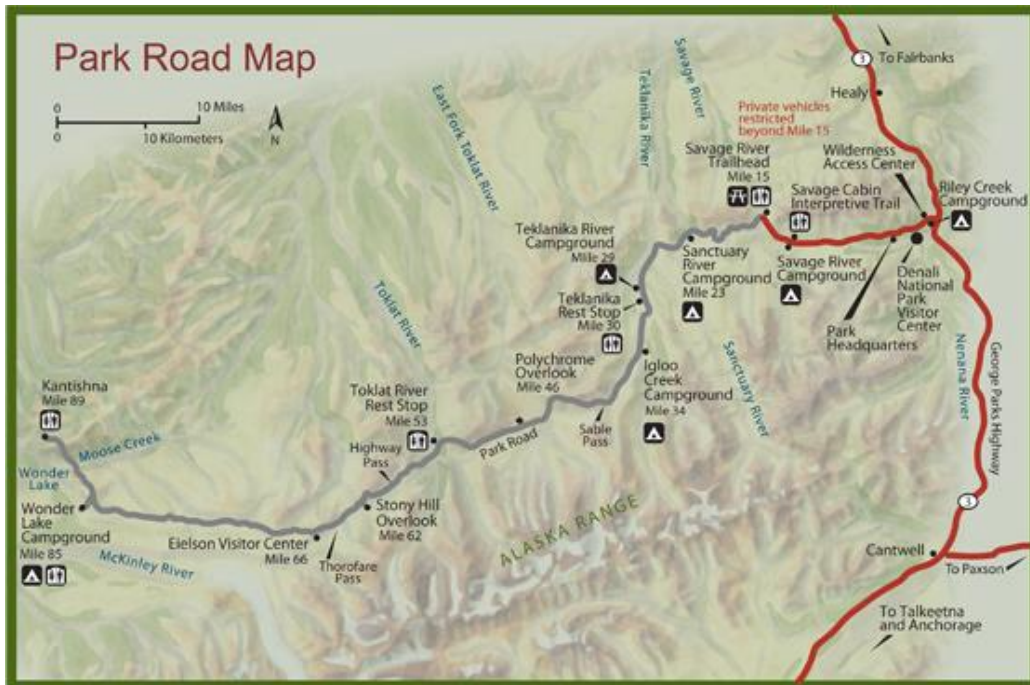 Park Road Map
0
10 Miles
0
10 Kilometers
N
3
To Fairbanks
Healy
Savage River
Teklanika River
East Fork Toklat River
Private vehicles
restricted
beyond Mile 15
Savage River
Trailhead
Mile 15
Wilderness
Access Center
Savage Cabin
Interpretive Trail
Riley Creek
Campground
Teklanika River
Campground
Mile 29
Sanctuary
River
Campground
Mile 23
Savage River
Campground
Denali
National
Park
Visitor
Center
Park
Headquarters
Teklanika
Rest Stop
Mile 30
Toklat River
Polychrome
Overlook
Mile 46
Igloo
Creek
Campground
Mile 34
Sanctuary River
Nenana River
George Parks Highway
Kantishna
Mile 89
Toklat River
Rest Stop
Mile 53
Sable
Pass
Park Road
Highway
Pass
Moose Creek
Wonder
Lake
Wonder
Lake
Campground
Mile 85
Stony Hill
Overlook
Mile 62
Eielson Visitor Center
Mile 66
Thorofare
Pass
McKinley River
ALASKA RANGE
3
Cantwell
To Paxson
To Talkeetna
and Anchorage